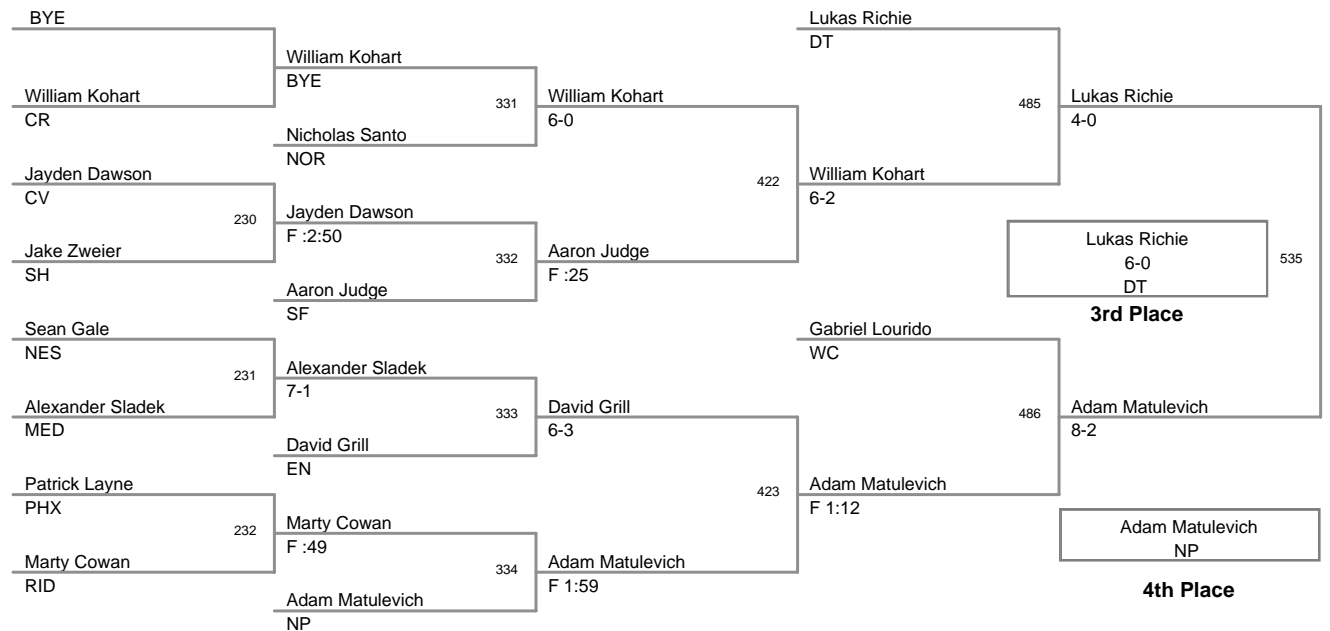 BYE
William Kohart
CR
Jayden Dawson
CV
Jake Zweier
SH
Sean Gale
NES
Alexander Sladek
MED
Patrick Layne
PHX
Marty Cowan
RID
230
231
232
William Kohart
BYE
Nicholas Santo
NOR
Jayden Dawson
F :2:50
Aaron Judge
SF
Alexander Sladek
7-1
David Grill
EN
Marty Cowan
F :49
Adam Matulevich
NP
331
332
333
334
William Kohart
6-0
Aaron Judge
F :25
David Grill
6-3
Adam Matulevich
F 1:59
422
423
Lukas Richie
DT
William Kohart
6-2
Gabriel Lourido
WC
Adam Matulevich
F 1:12
485
486
Lukas Richie
4-0
Adam Matulevich
8-2
535
Lukas Richie
6-0
DT
3rd Place
Adam Matulevich
NP
4th Place